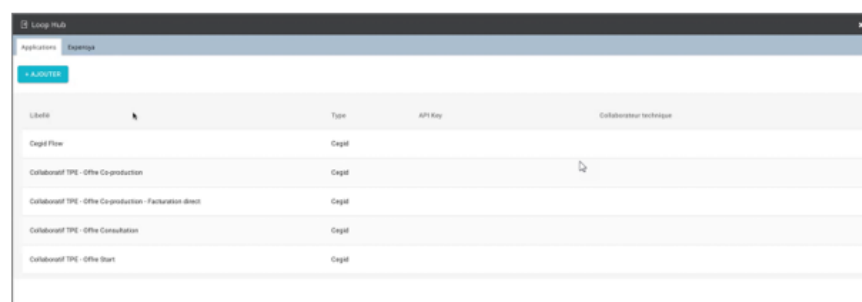 Loop Hub
Applications Expensya
+ AJOUTER
Libellé Type API Key Collaborateur technique
Cegid Flow Cegid
Collaboratif TPE - Offre Co-production Cegid
Collaboratif TPE - Offre Co-production - Facturation direct Cegid
Collaboratif TPE - Offre Consultation Cegid
Collaboratif TPE - Offre Start Cegid